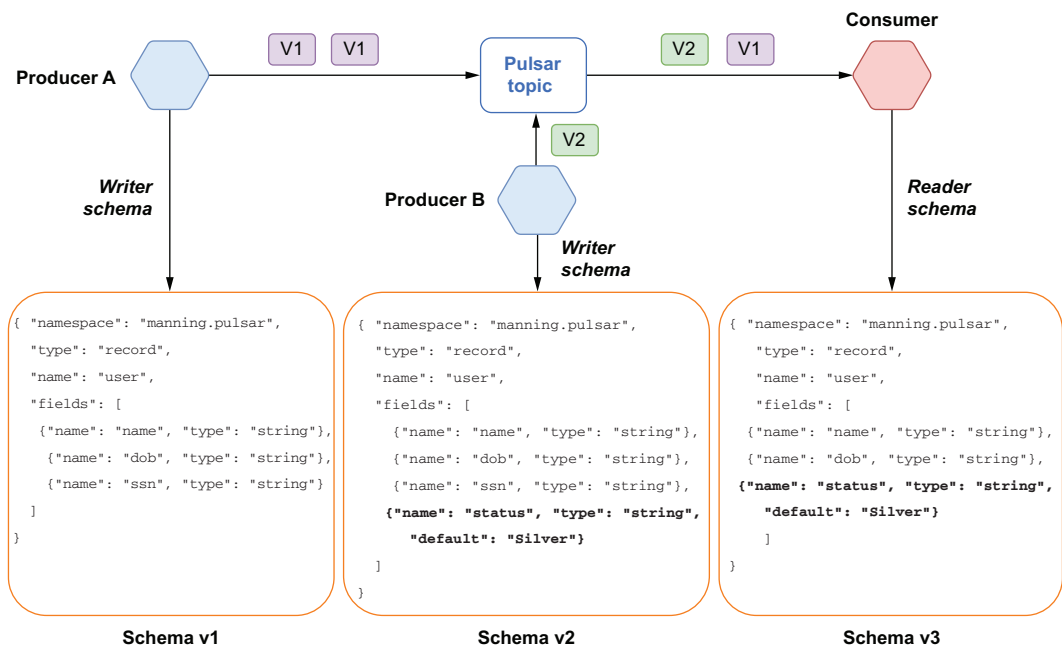 Consumer
Producer A
V1
V1
Pulsar
topic
V2
V1
V2
Writer
schema
Producer B
Reader
schema
Writer
schema
{ "namespace": "manning.pulsar",
"type": "record",
"name": "user",
"fields": [
{"name": "name", "type": "string"},
{"name": "dob", "type": "string"},
{"name": "ssn", "type": "string"}
]
}
Schema v1
{ "namespace": "manning.pulsar",
"type": "record",
"name": "user",
"fields": [
{"name": "name", "type": "string"},
{"name": "dob", "type": "string"},
{"name": "ssn", "type": "string"},
{"name": "status", "type": "string",
"default": "Silver"}
]
}
Schema v2
{ "namespace": "manning.pulsar",
"type": "record",
"name": "user",
"fields": [
{"name": "name", "type": "string"},
{"name": "dob", "type": "string"},
{"name": "status", "type": "string",
"default": "Silver"}
]
}
Schema v3